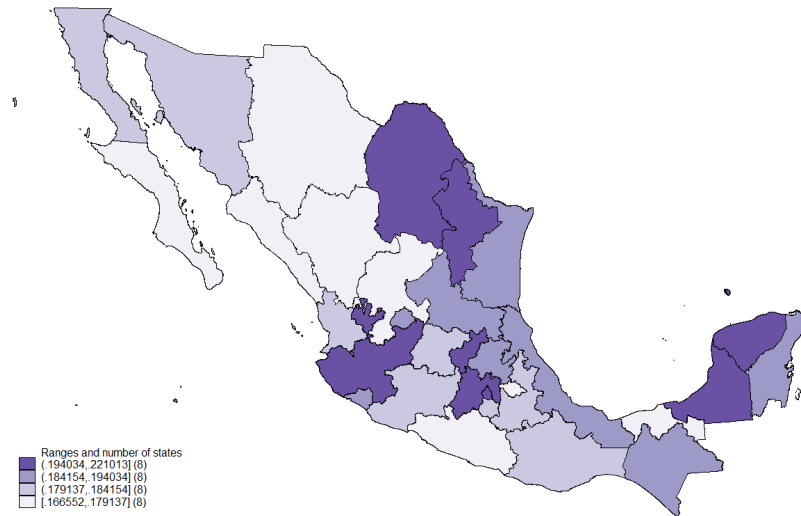 Ranges and number of states
(.194034,.221013] (8)
(.184154,.194034] (8)
(.179137,.184154] (8)
[.166552,.179137] (8)